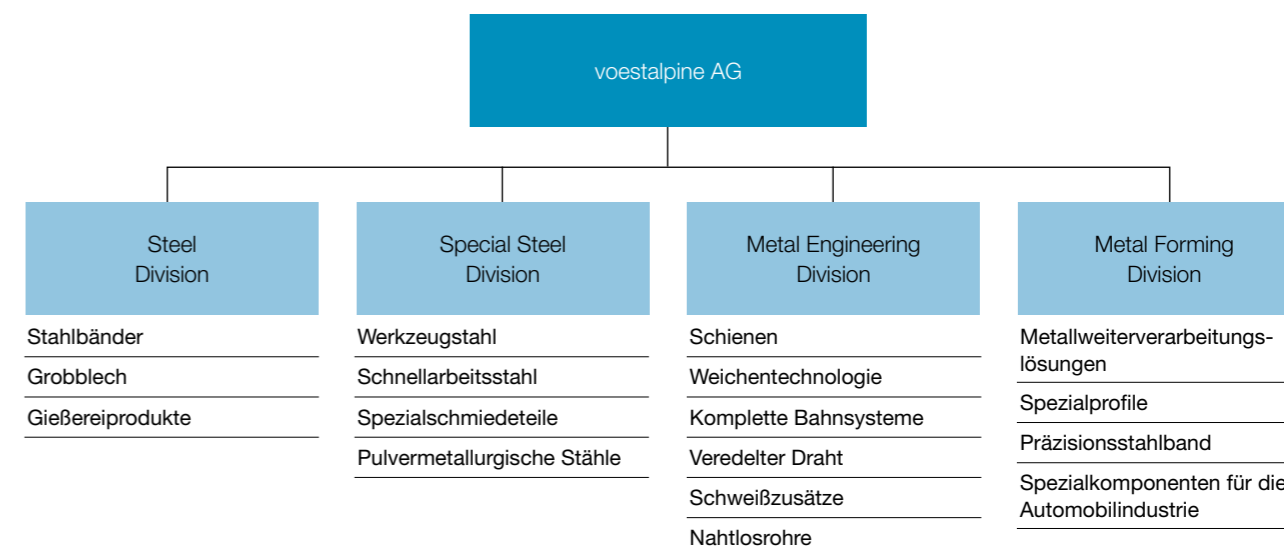 voestalpine AG
Steel
Division
Stahlbänder
Grobblech
Gießereiprodukte
Special Steel
Division
Werkzeugstahl
Schnellarbeitsstahl
Spezialschmiedeteile
Pulvermetallurgische Stähle
Metal Engineering
Division
Schienen
Weichentechnologie
Komplette Bahnsysteme
Veredelter Draht
Schweißzusätze
Nahtlosrohre
Metal Forming
Division
Metallweiterverarbeitungs-
lösungen
Spezialprofile
Präzisionsstahlband
Spezialkomponenten für die
Automobilindustrie